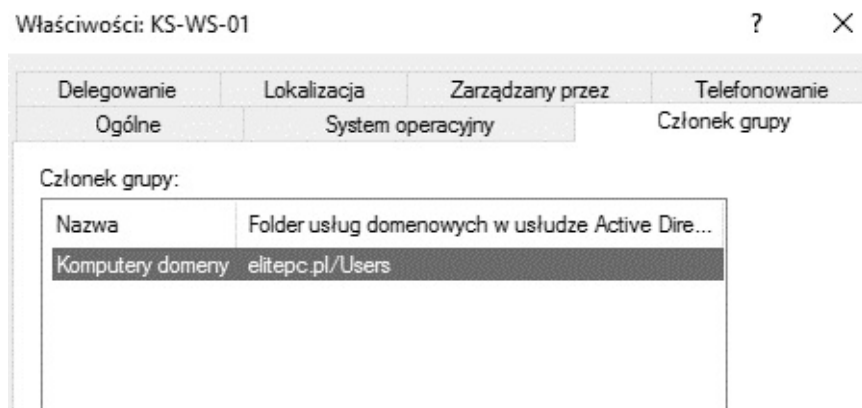 Właściwości: KS-WS-01 ? ×
Delegowanie Lokalizacja Zarządzany przez Telefonowanie
Ogólne System operacyjny Członek grupy
Członek grupy:
Nazwa Folder usług domenowych w usłudze Active Dire...
Komputery domeny elitepc.pl/Users